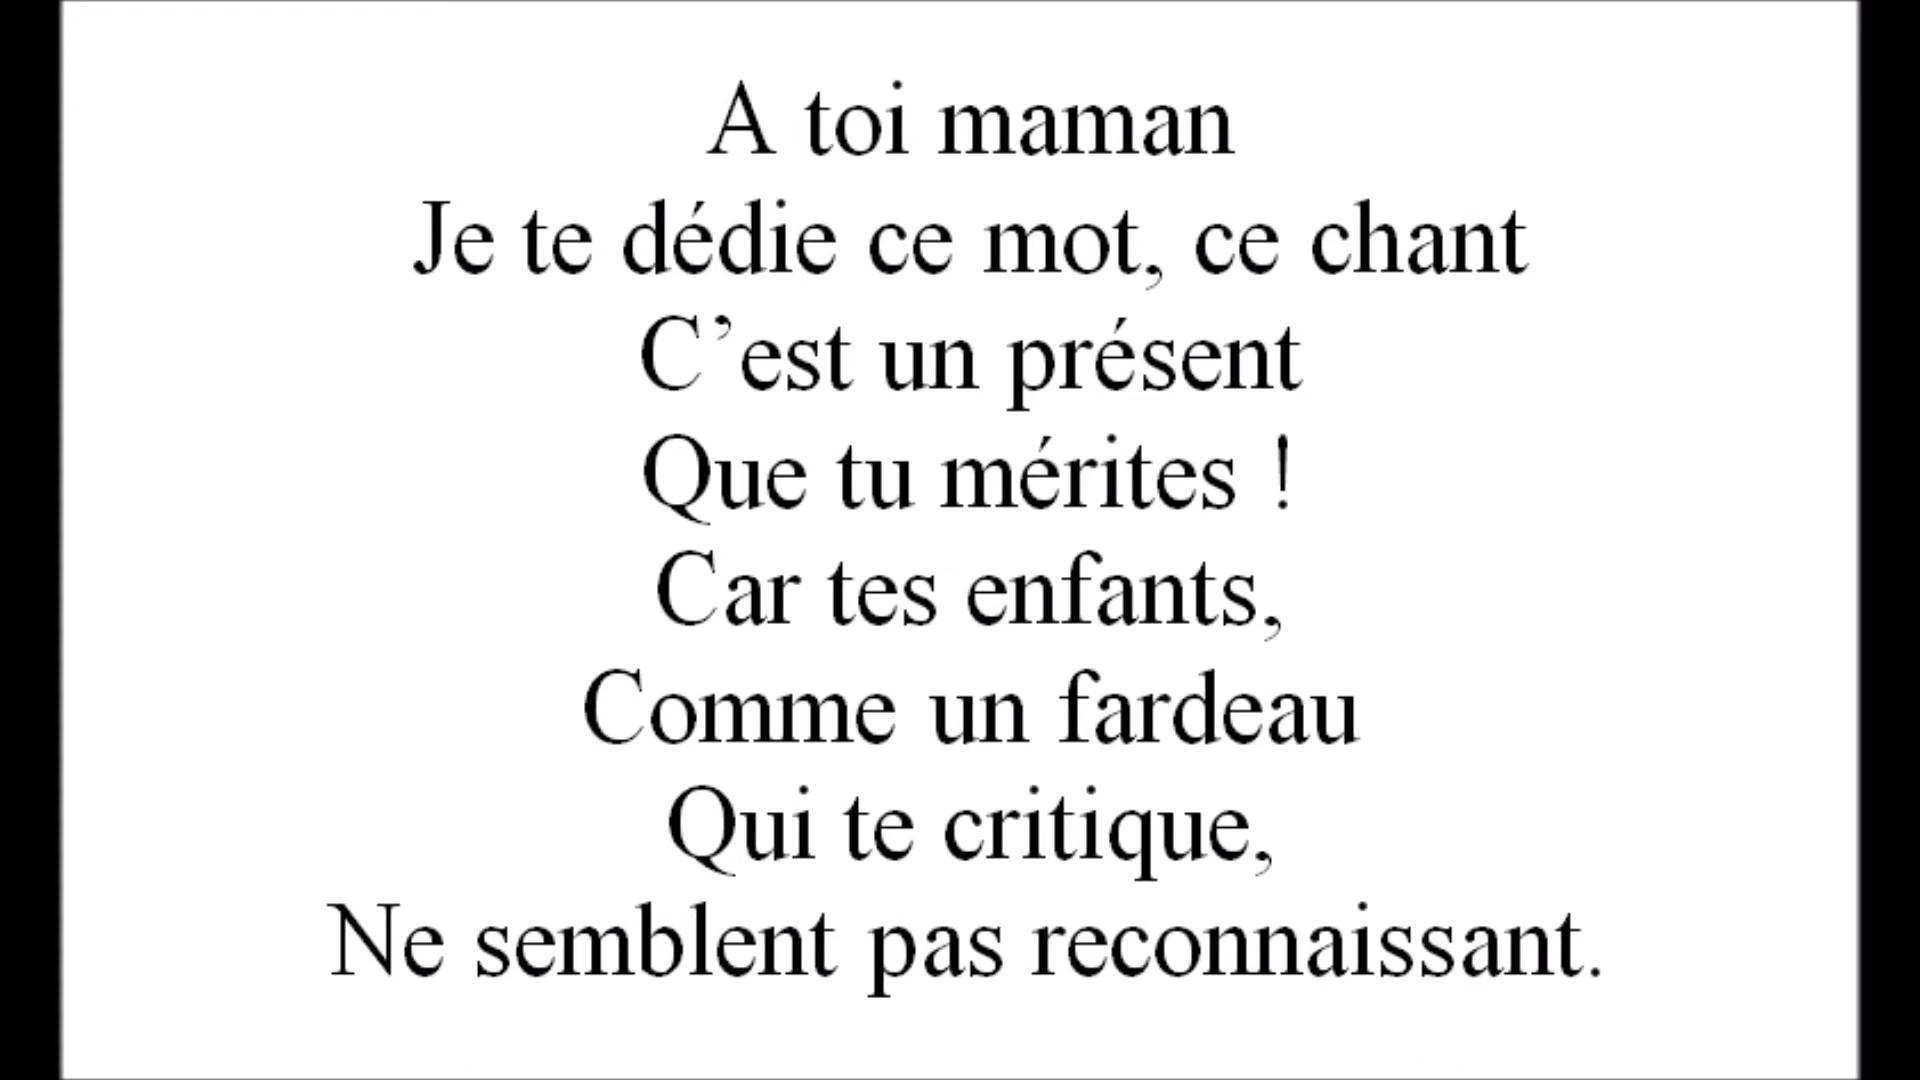 A toi maman
Je te dédie ce mot, ce chant
C’est un présent
Que tu mérites !
Car tes enfants,
Comme un fardeau
Qui te critique,
Ne semblent pas reconnaissant.